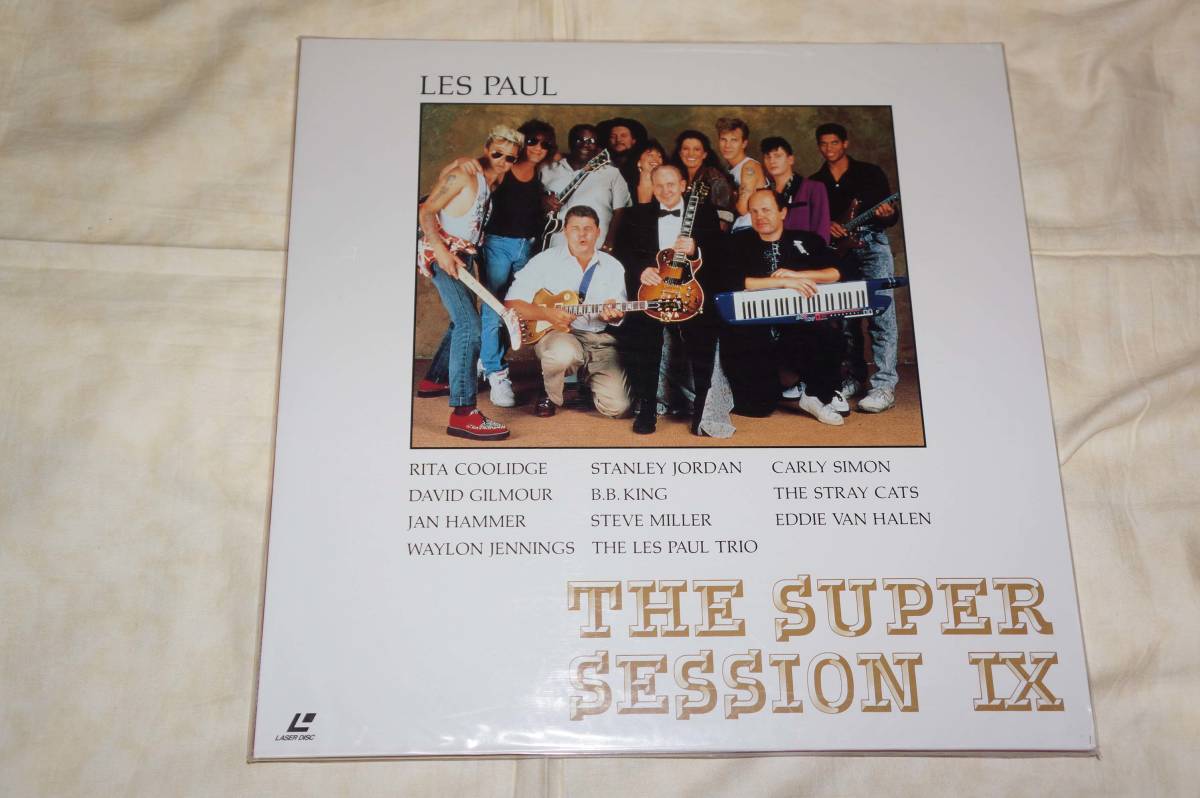 LES PAUL
RITA COOLIDGE STANLEY JORDAN CARLY SIMON
DAVID GILMOUR B.B. KING THE STRAY CATS
JAN HAMMER STEVE MILLER EDDIE VAN HALEN
WAYLON JENNINGS THE LES PAUL TRIO
THE SUPER
SESSION IX
LASER DISC